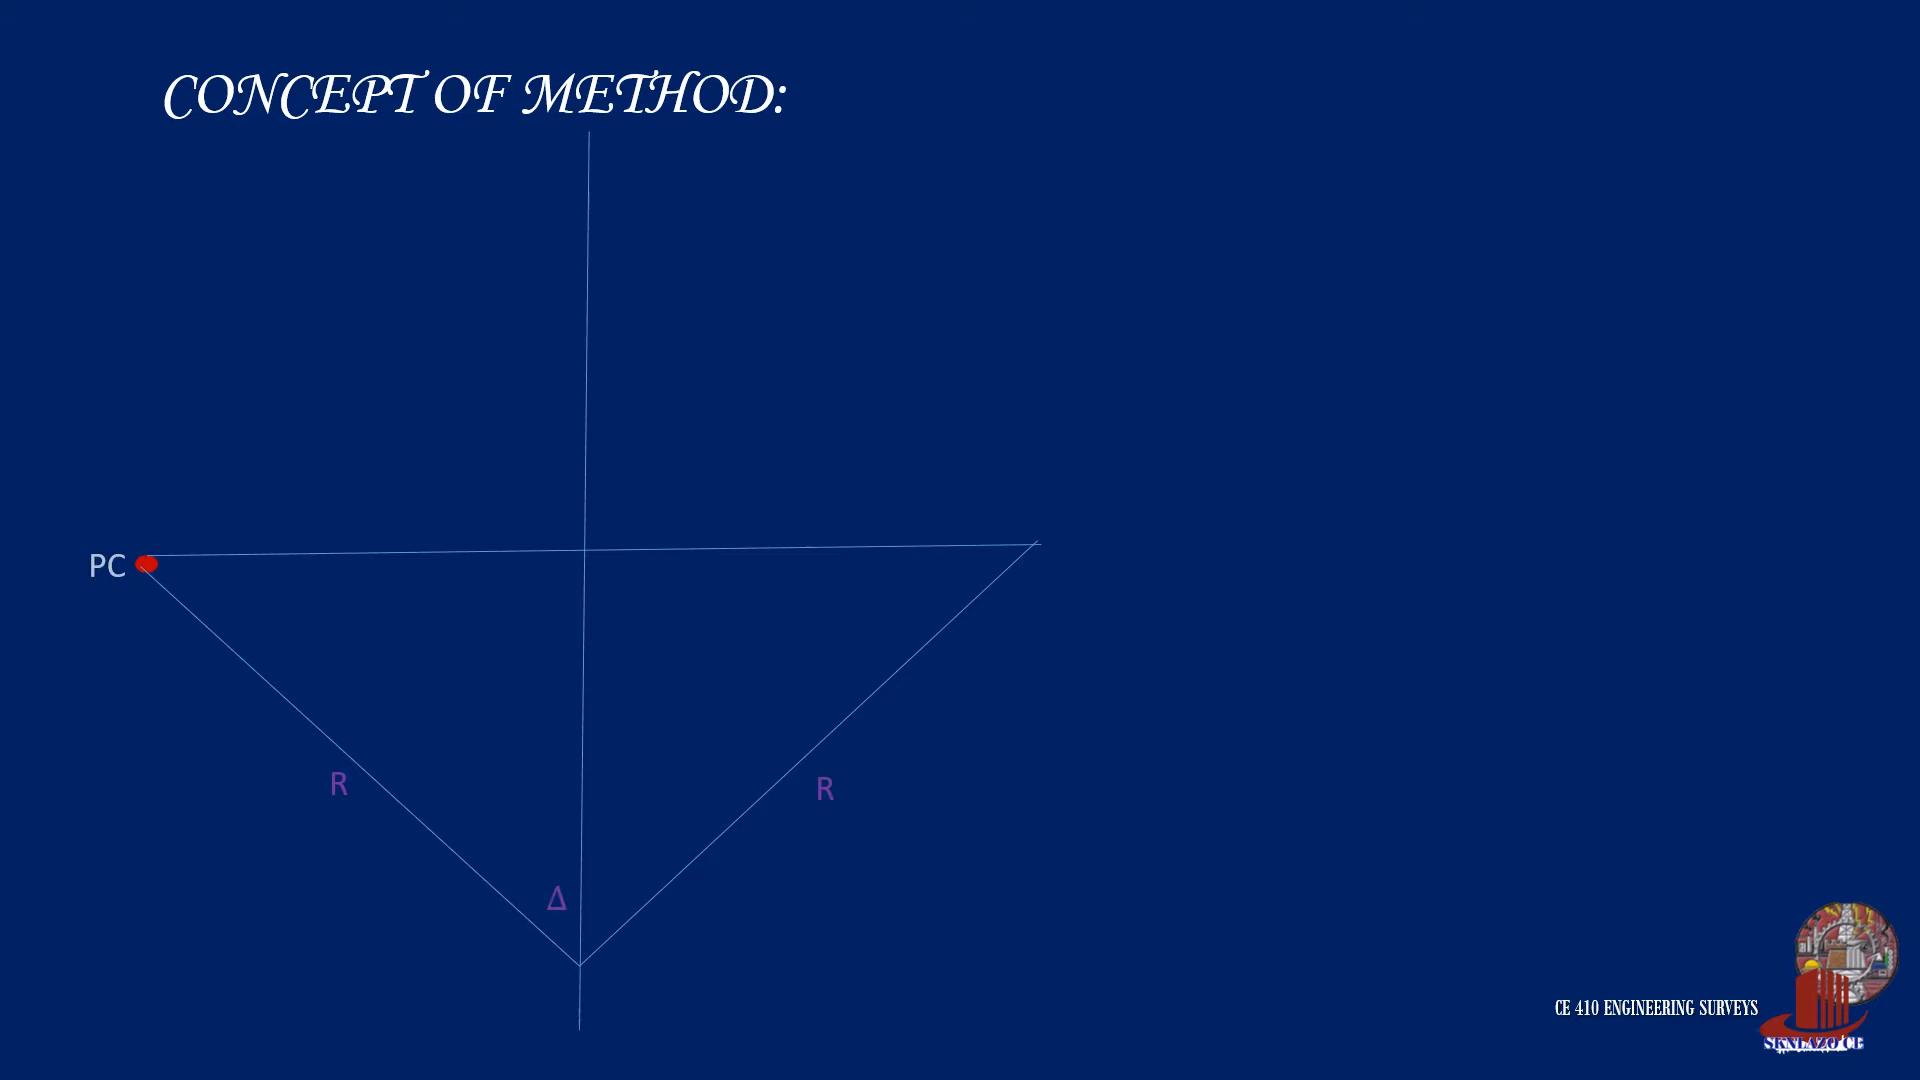 CONCEPT OF METHOD:
PC
R
R
Δ
CE 410 ENGINEERING SURVEYS